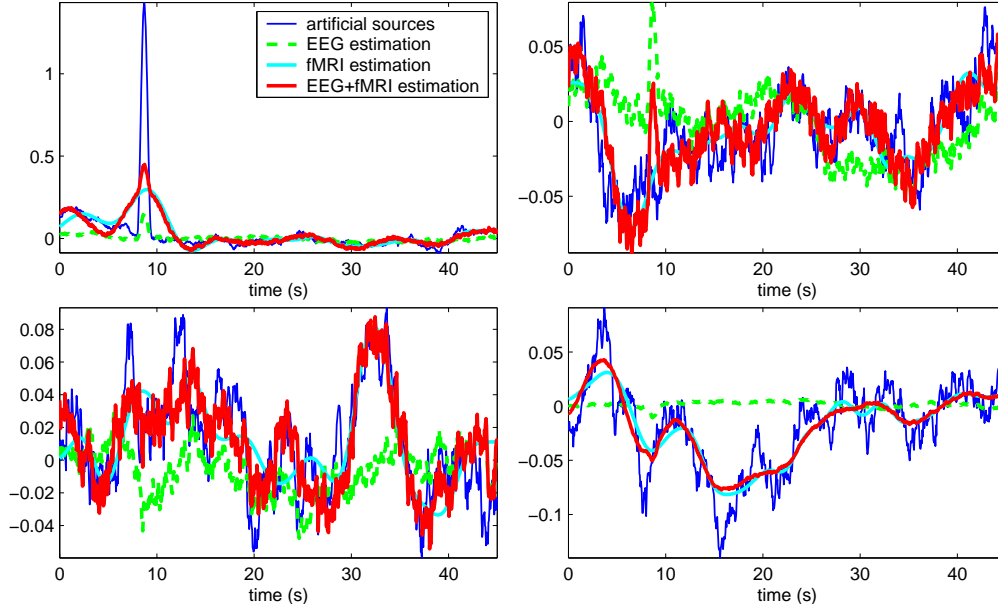 artificial sources
EEG estimation
fMRI estimation
EEG+fMRI estimation
1
0.5
0
0 10 20 30 40
time (s)
0.05
0
−0.05
0 10 20 30 40
time (s)
0.08
0.06
0.04
0.02
0
−0.02
−0.04
0 10 20 30 40
time (s)
0.05
0
−0.05
−0.1
0 10 20 30 40
time (s)